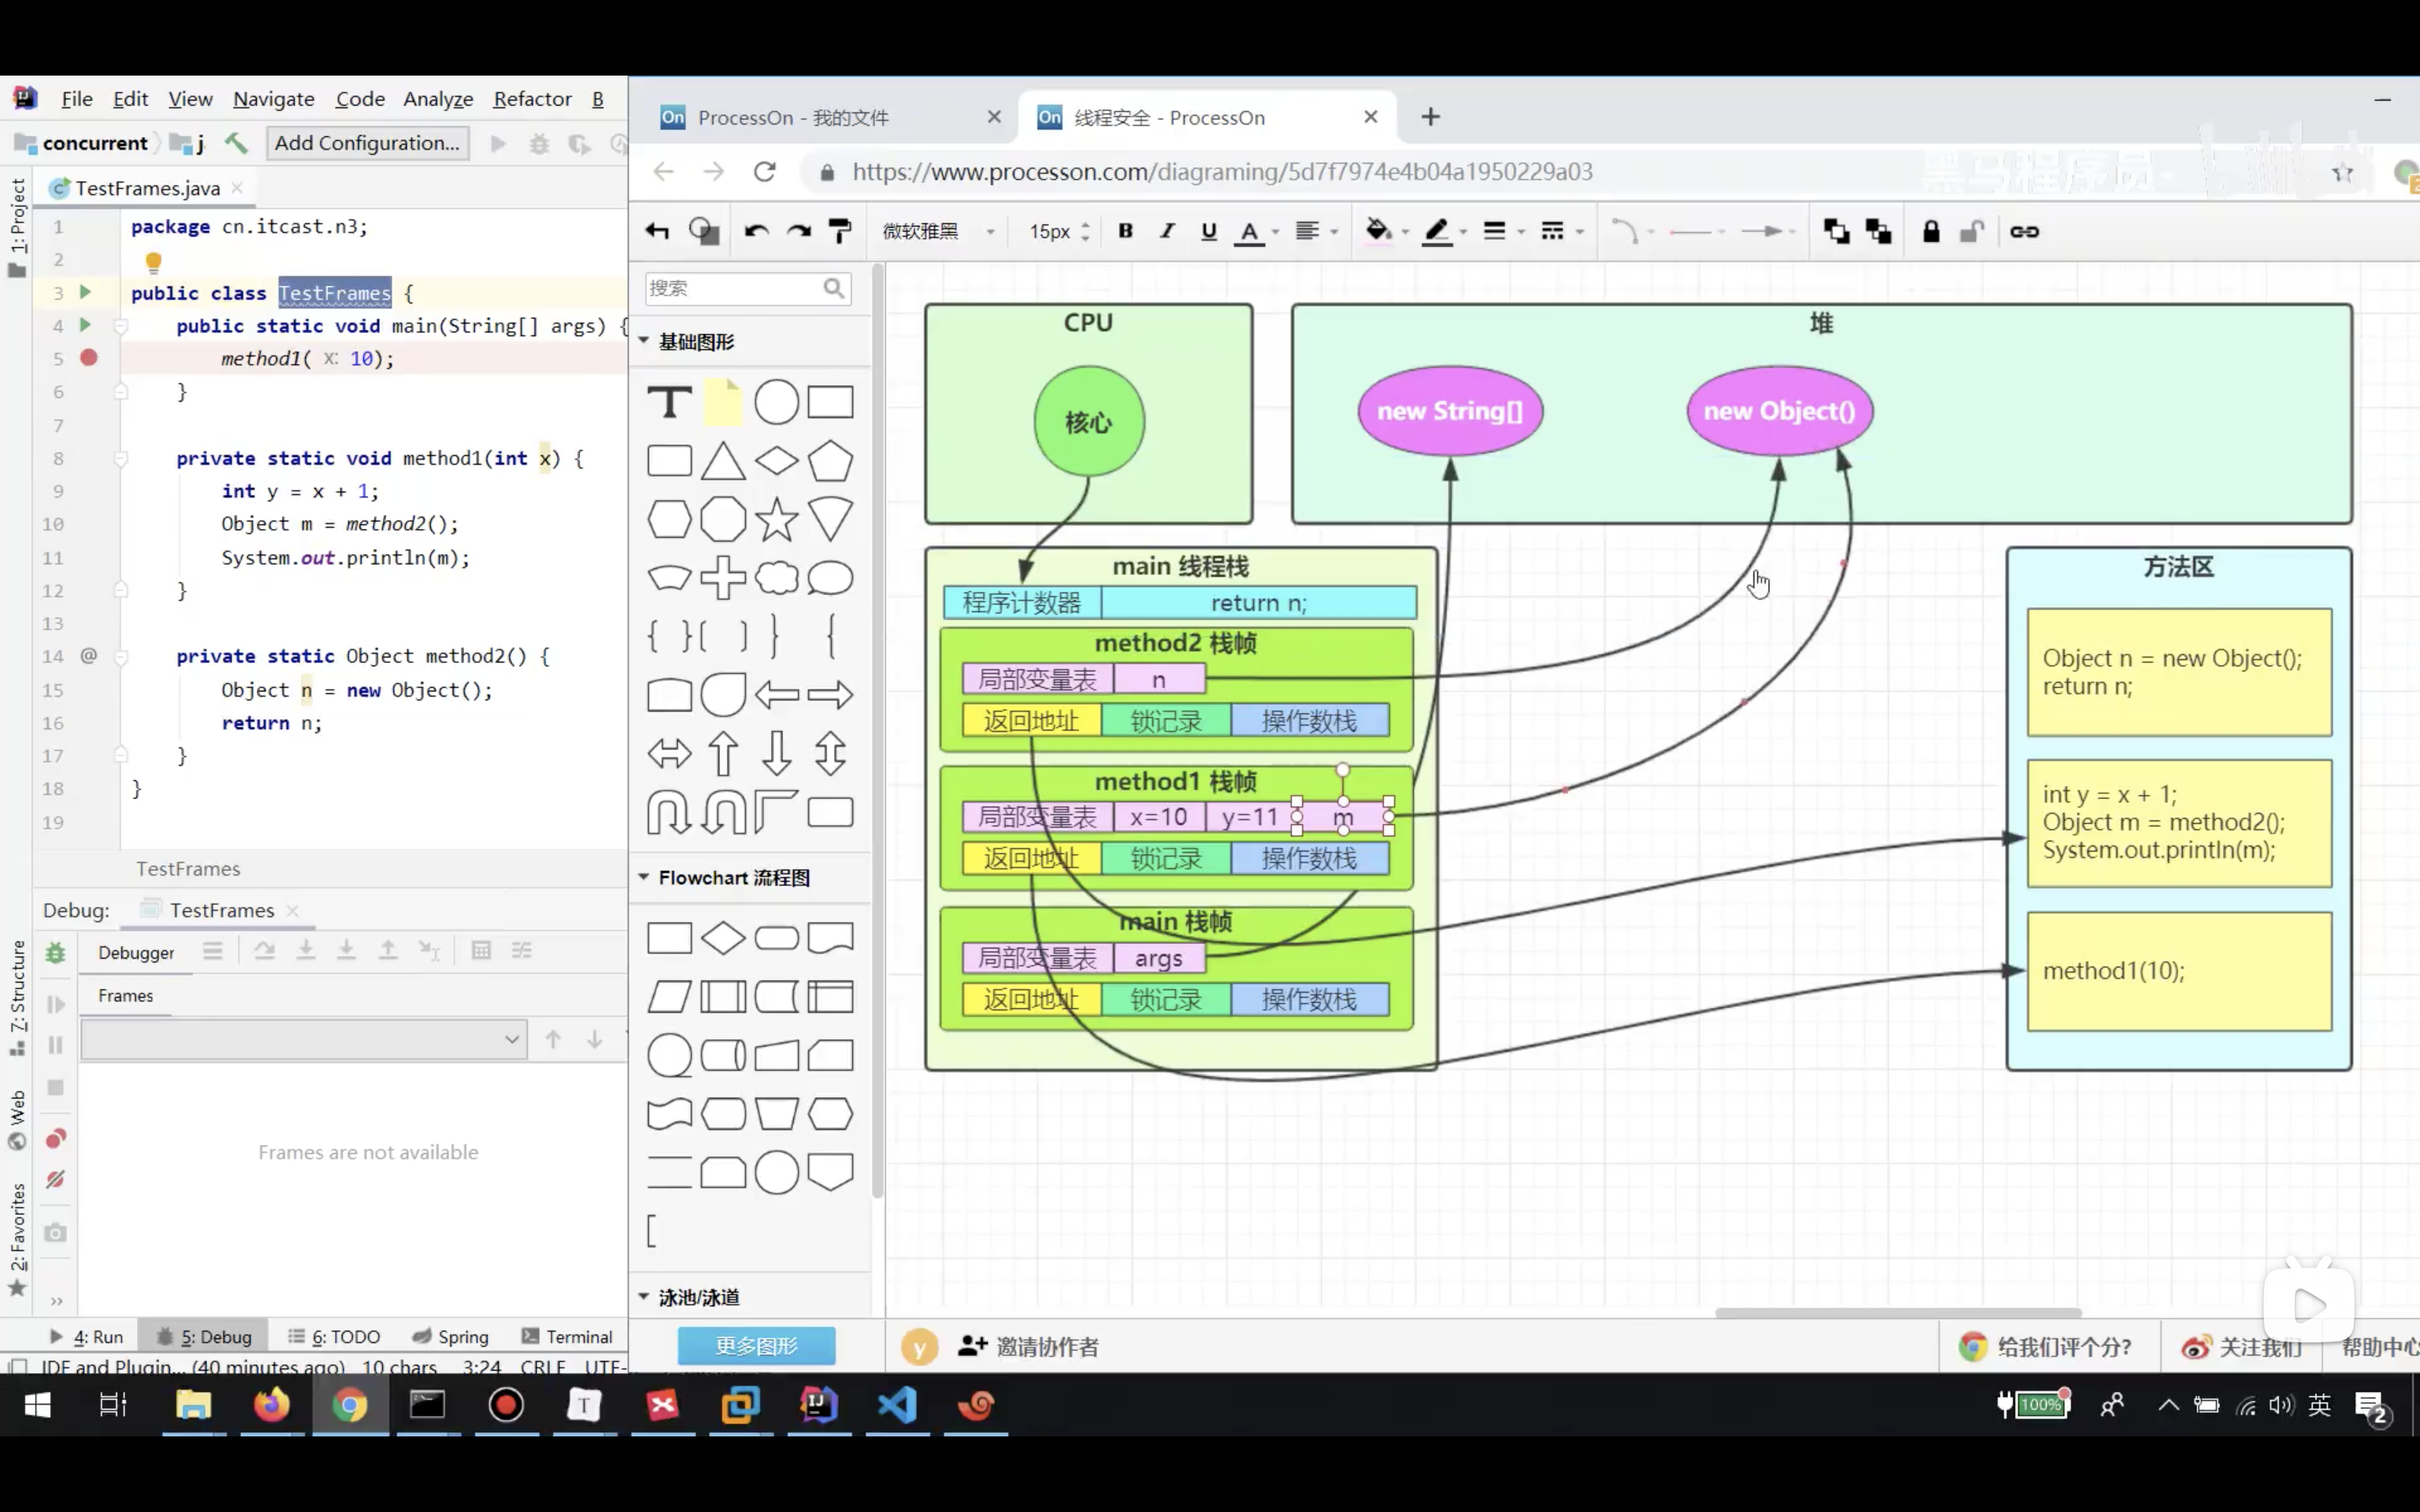 File Edit View Navigate Code Analyze Refactor B
concurrent j Add Configuration...
TestFrames.java
1: Project
1 package cn.itcast.n3;
2
3 public class TestFrames {
4 public static void main(String[] args) {
5 method1( x: 10);
6 }
7
8 private static void method1(int x) {
9 int y = x + 1;
10 Object m = method2();
11 System.out.println(m);
12 }
13
14 @ private static Object method2() {
15 Object n = new Object();
16 return n;
17 }
18 }
19
TestFrames
Debug: TestFrames
Debugger
Frames
Frames are not available
7: Structure
Web
2: Favorites
4: Run 5: Debug 6: TODO Spring Terminal
IDE and Plugin... (40 minutes ago) 10 chars 3:24 CRLF UTF-
On ProcessOn - 我的文件
On 线程安全 - ProcessOn
https://www.processon.com/diagraming/5d7f7974e4b04a1950229a03
黑马程序员
bilibili
微软雅黑 15px B I U A
搜索
基础图形
T
Flowchart 流程图
泳池/泳道
更多图形
CPU
核心
堆
new String[] new Object()
main 线程栈
程序计数器 return n;
method2 栈帧
局部变量表 n
返回地址 锁记录 操作数栈
method1 栈帧
局部变量表 x=10 y=11 m
返回地址 锁记录 操作数栈
main 栈帧
局部变量表 args
返回地址 锁记录 操作数栈
方法区
Object n = new Object();
return n;
int y = x + 1;
Object m = method2();
System.out.println(m);
method1(10);
y 邀请协作者
给我们评个分? 关注我们 帮助中心
100% 英 2